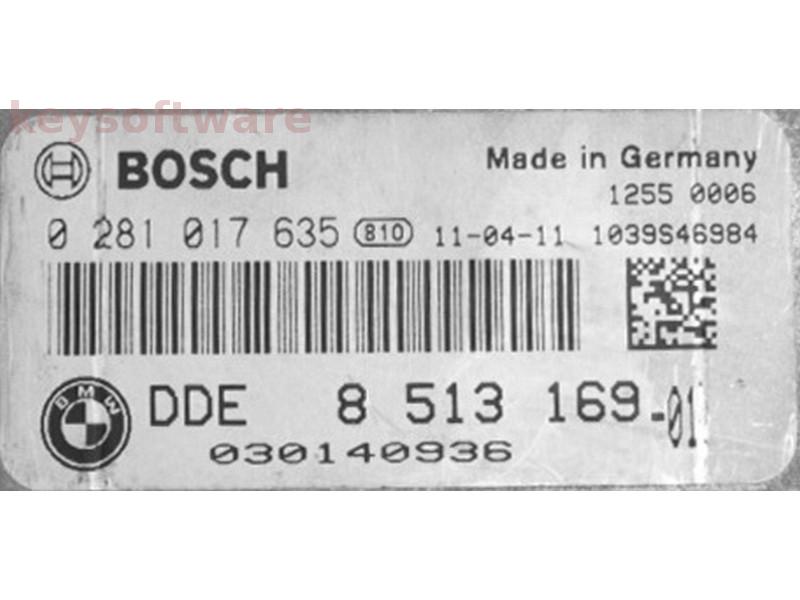 keysoftware
BOSCH Made in Germany
1255 0006
0 281 017 635 810 11-04-11 1039S46984
BMW DDE 8 513 169-01
030140936